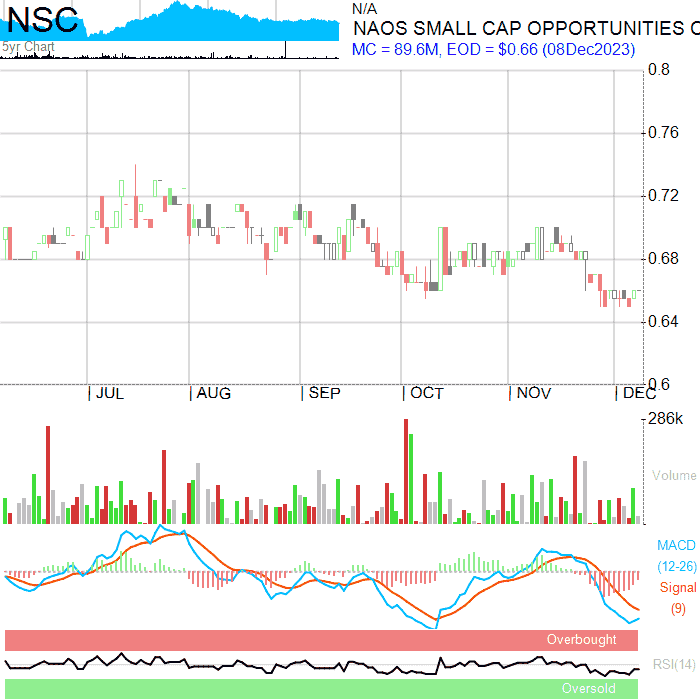 NSC
5yr Chart
N/A
NAOS SMALL CAP OPPORTUNITIES C
MC = 89.6M, EOD = $0.66 (08Dec2023)
0.8
0.76
0.72
0.68
0.64
0.6
JUL AUG SEP OCT NOV DEC
286k
Volume
MACD
(12-26)
Signal
(9)
Overbought
RSI(14)
Oversold